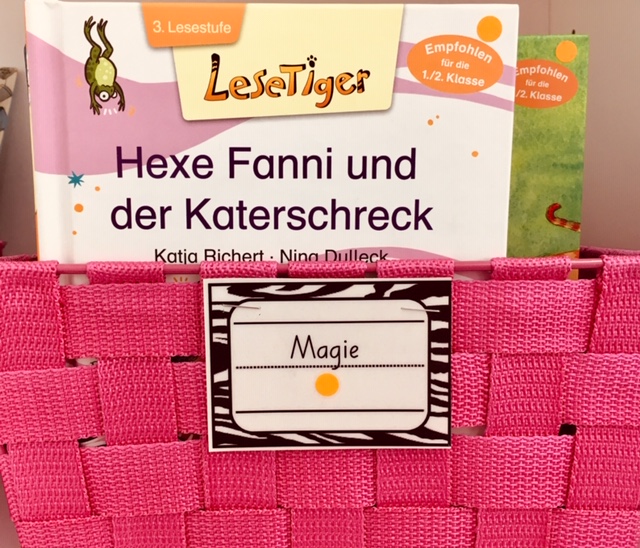 3. Lesestufe
LESETIGER
Empfohlen
für die
1./2. Klasse
Hexe Fanni und
der Katerschreck
Katja Richert · Nina Dulleck
Empfohlen
für die
/2. Klasse
Magie